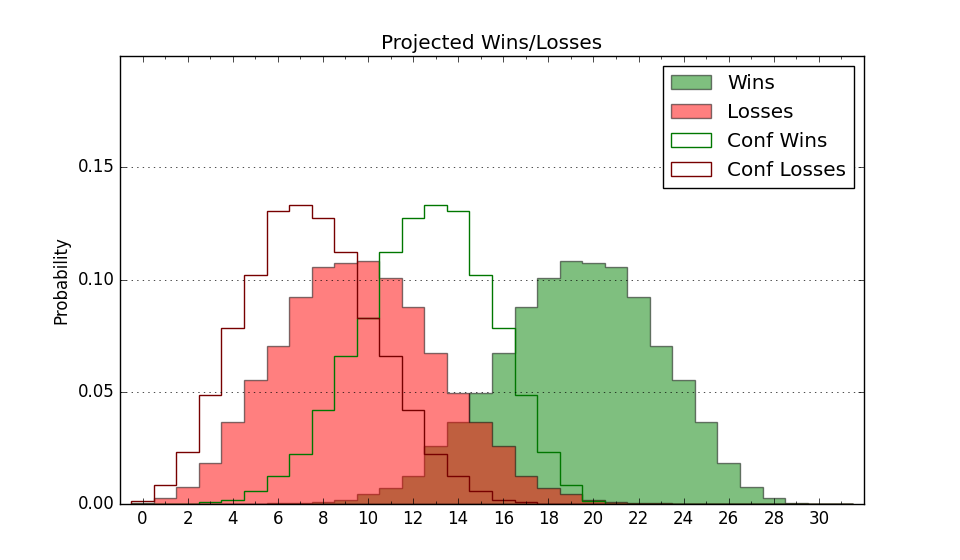 Projected Wins/Losses
Wins
Losses
Conf Wins
Conf Losses
Probability
0.15
0.10
0.05
0.00
0 2 4 6 8 10 12 14 16 18 20 22 24 26 28 30